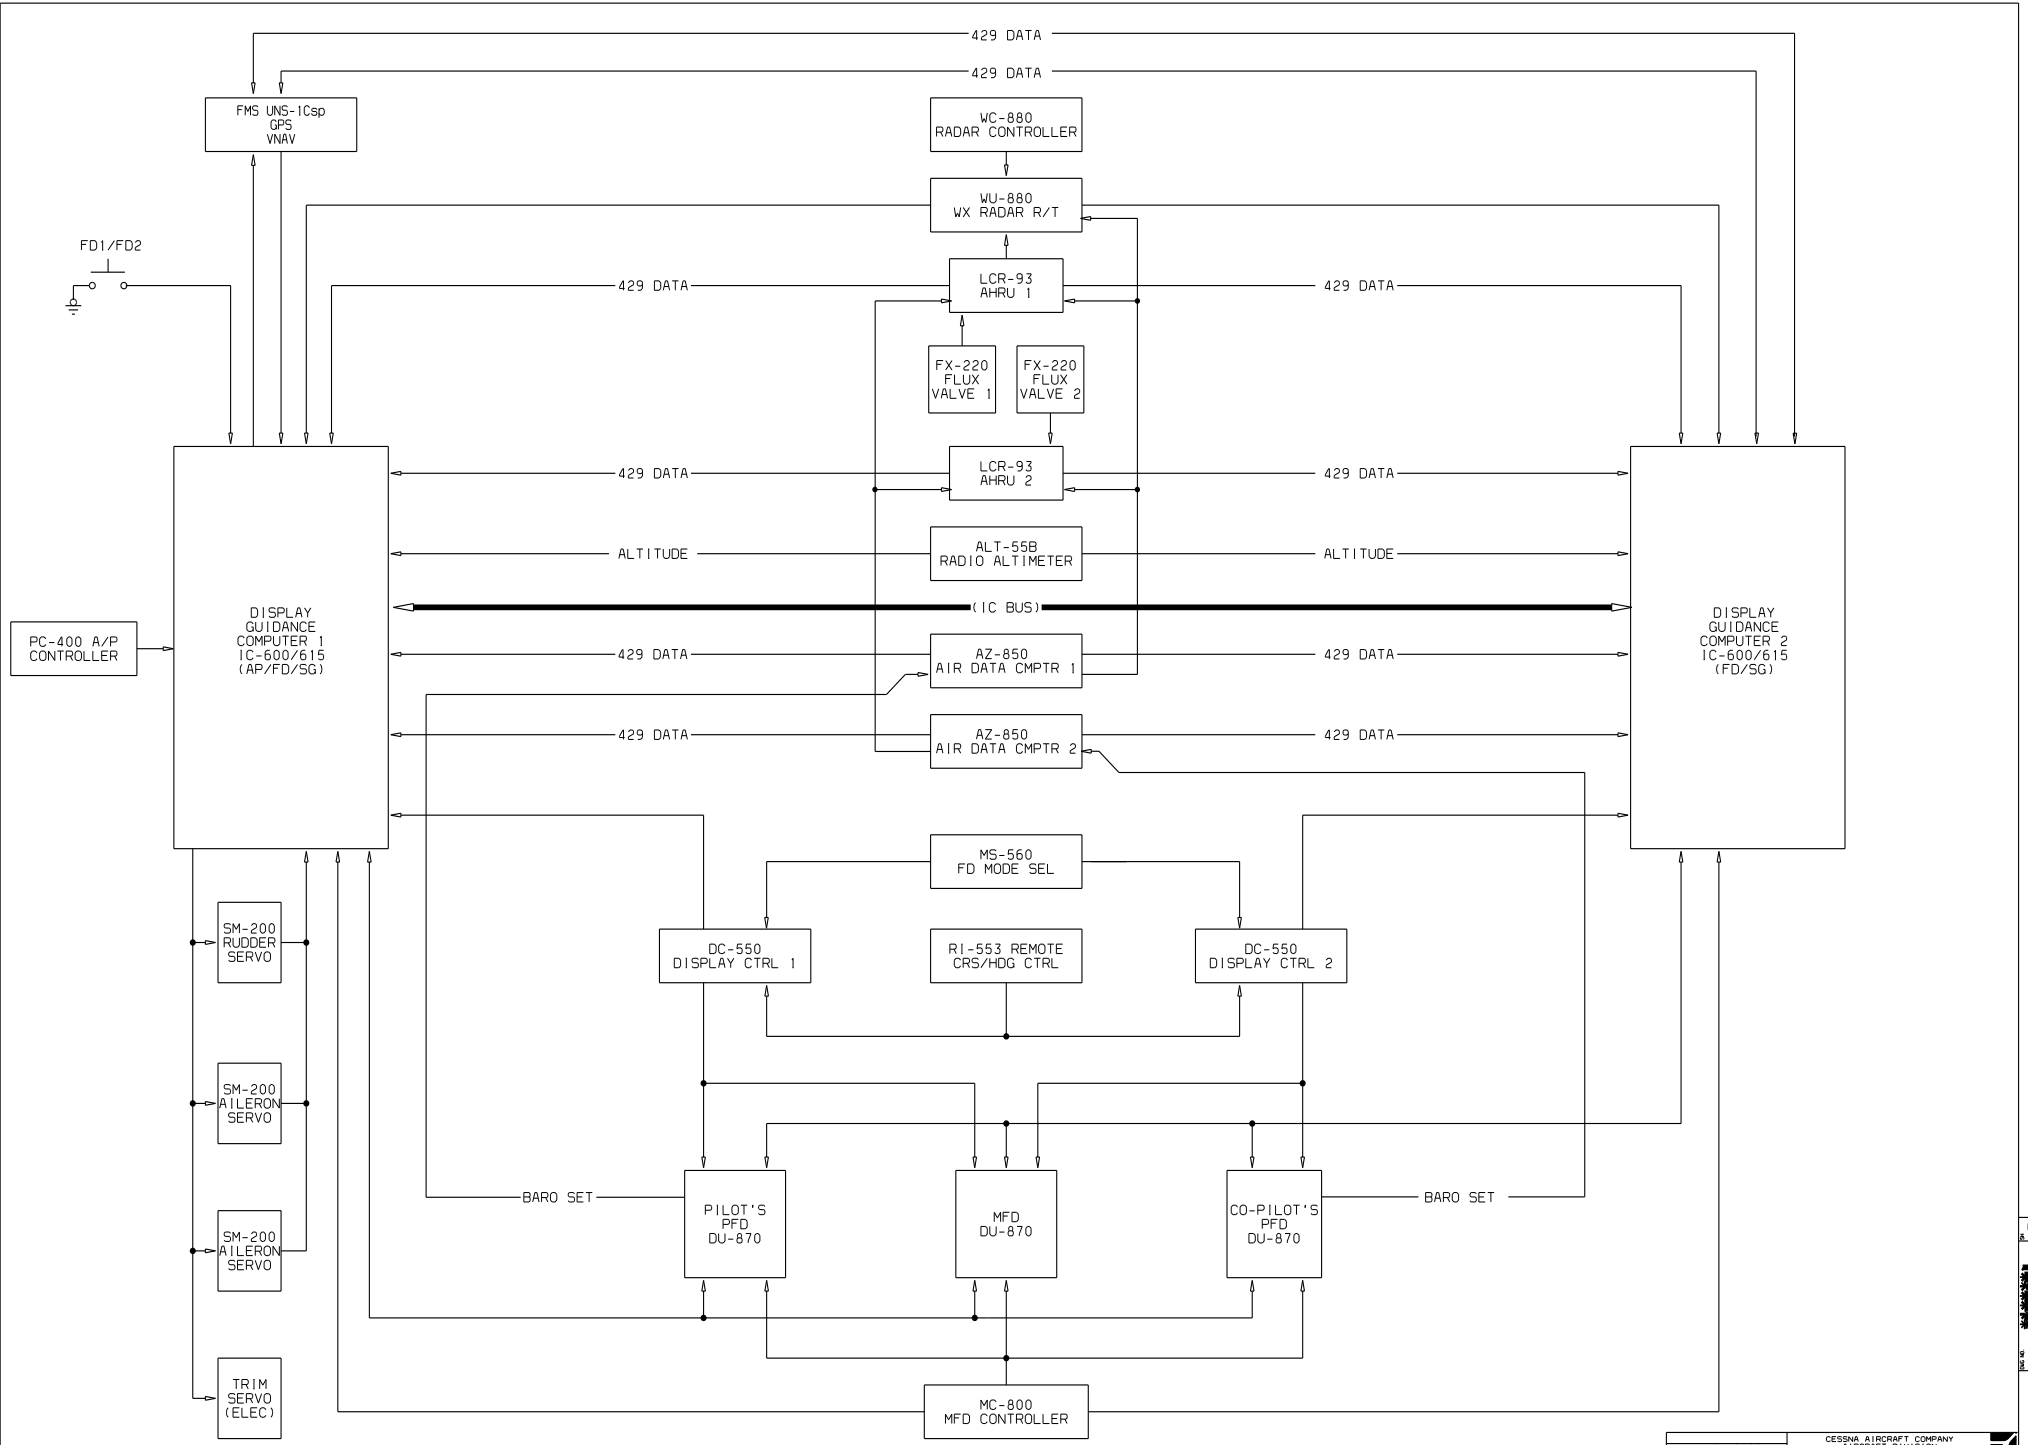 429 DATA
429 DATA
FMS UNS-1Csp
GPS
VNAV
WC-880
RADAR CONTROLLER
WU-880
WX RADAR R/T
FD1/FD2
429 DATA
LCR-93
AHRU 1
429 DATA
FX-220
FLUX
VALVE 1
FX-220
FLUX
VALVE 2
429 DATA
LCR-93
AHRU 2
429 DATA
ALTITUDE
ALT-55B
RADIO ALTIMETER
ALTITUDE
(IC BUS)
PC-400 A/P
CONTROLLER
DISPLAY
GUIDANCE
COMPUTER 1
IC-600/615
(AP/FD/SG)
DISPLAY
GUIDANCE
COMPUTER 2
IC-600/615
(FD/SG)
429 DATA
AZ-850
AIR DATA CMPTR 1
429 DATA
429 DATA
AZ-850
AIR DATA CMPTR 2
429 DATA
MS-560
FD MODE SEL
SM-200
RUDDER
SERVO
DC-550
DISPLAY CTRL 1
RI-553 REMOTE
CRS/HDG CTRL
DC-550
DISPLAY CTRL 2
SM-200
AILERON
SERVO
SM-200
AILERON
SERVO
BARO SET
PILOT'S
PFD
DU-870
MFD
DU-870
CO-PILOT'S
PFD
DU-870
BARO SET
TRIM
SERVO
(ELEC)
MC-800
MFD CONTROLLER
CESSNA AIRCRAFT COMPANY
AIRCRAFT DIVISION